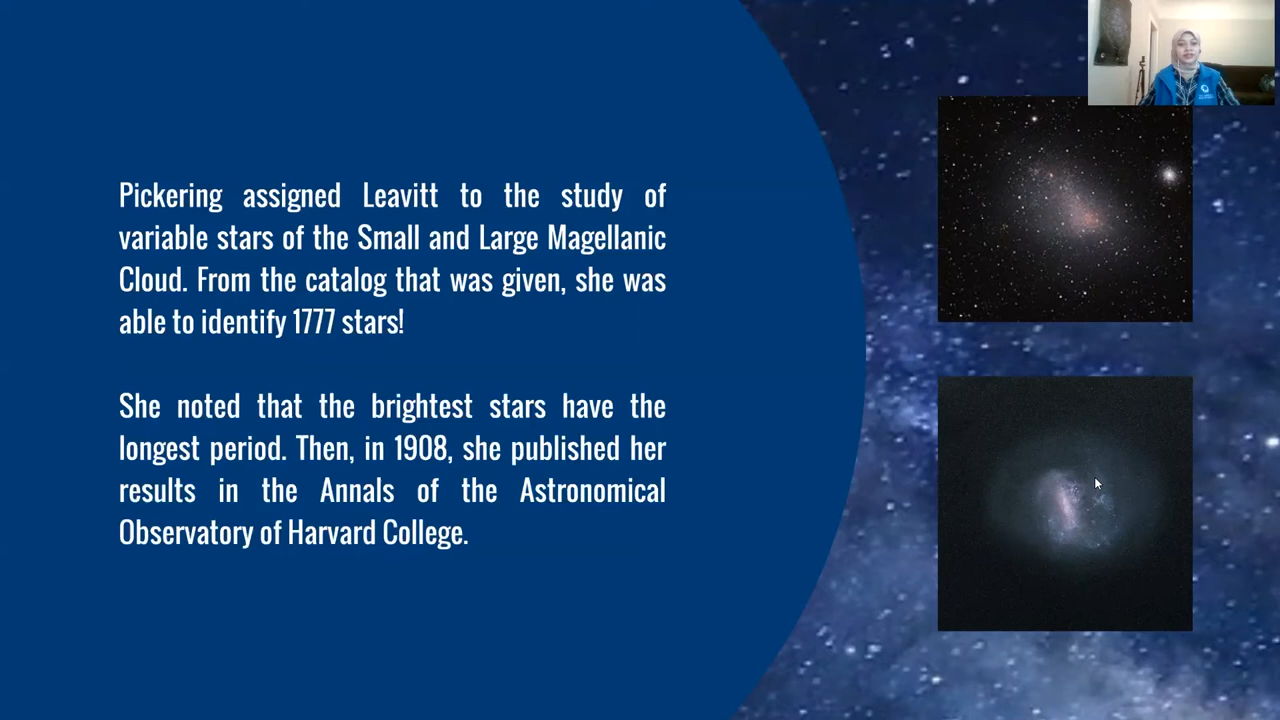 Pickering assigned Leavitt to the study of
variable stars of the Small and Large Magellanic
Cloud. From the catalog that was given, she was
able to identify 1777 stars!
She noted that the brightest stars have the
longest period. Then, in 1908, she published her
results in the Annals of the Astronomical
Observatory of Harvard College.